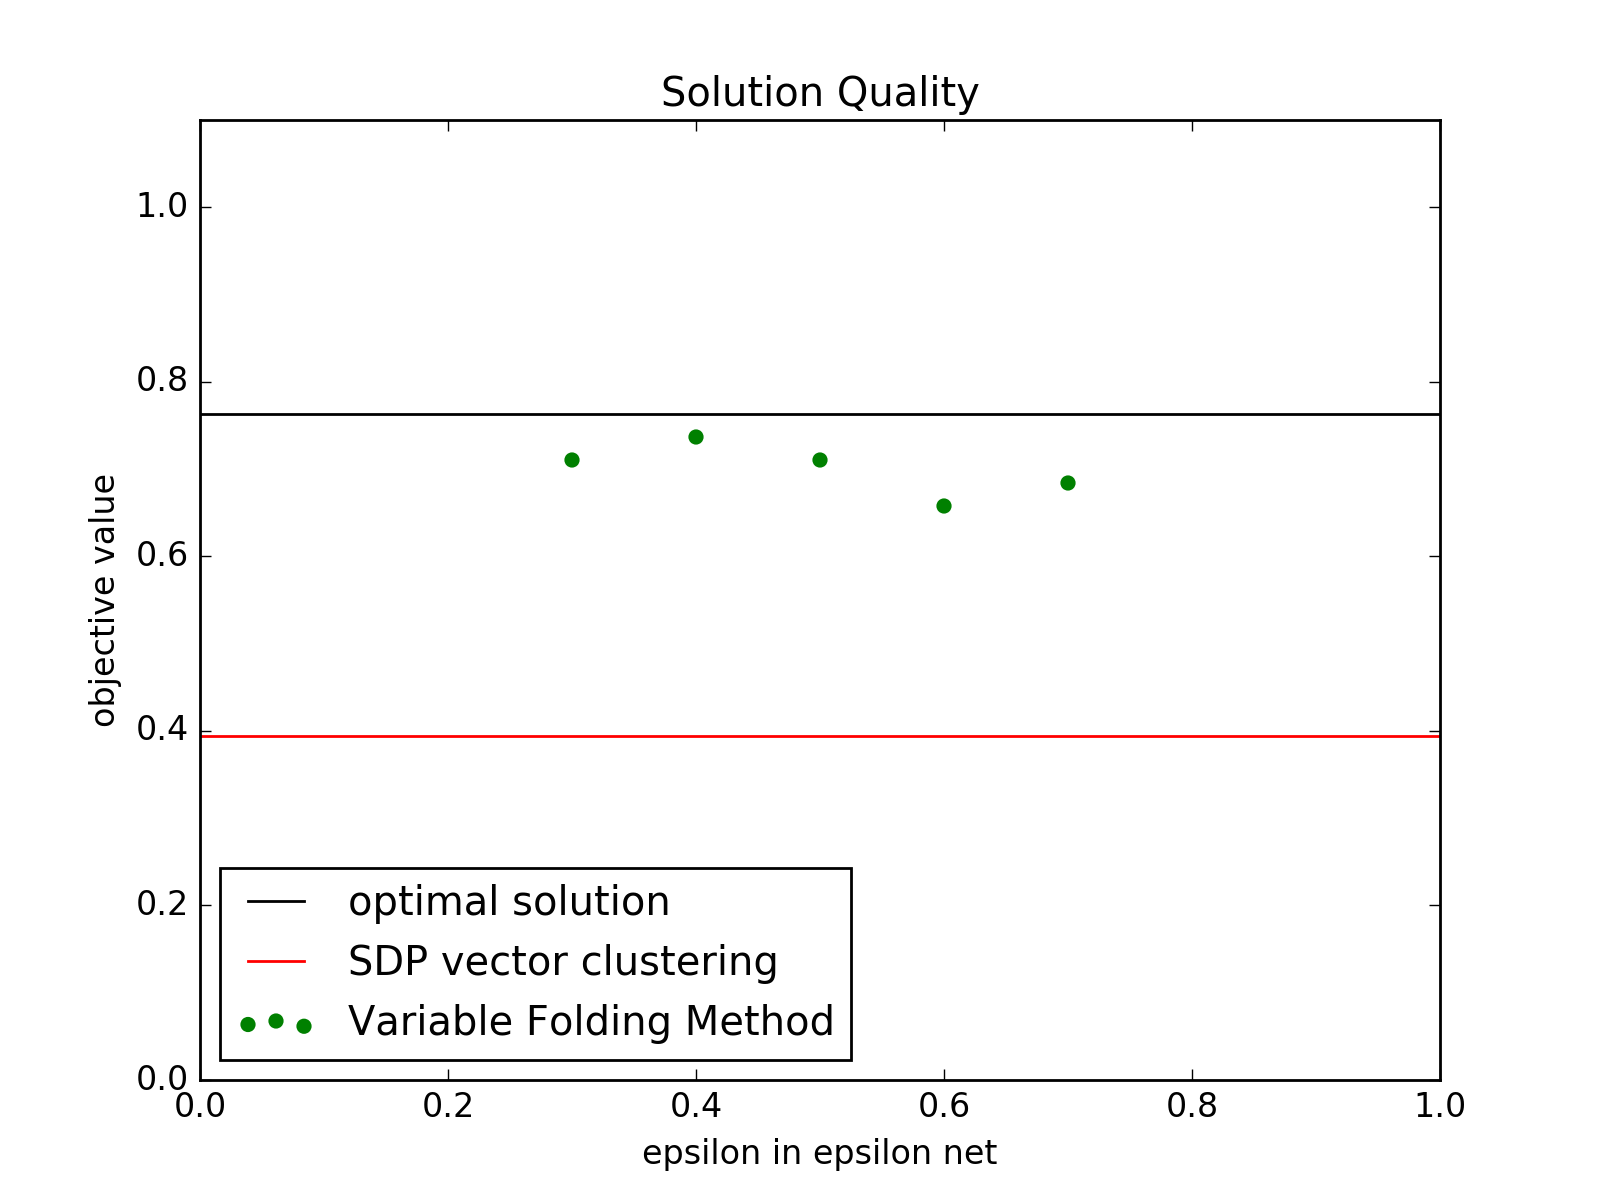 Solution Quality
1.0
0.8
0.6
0.4
0.2
0.0
objective value
optimal solution
SDP vector clustering
Variable Folding Method
0.0 0.2 0.4 0.6 0.8 1.0
epsilon in epsilon net